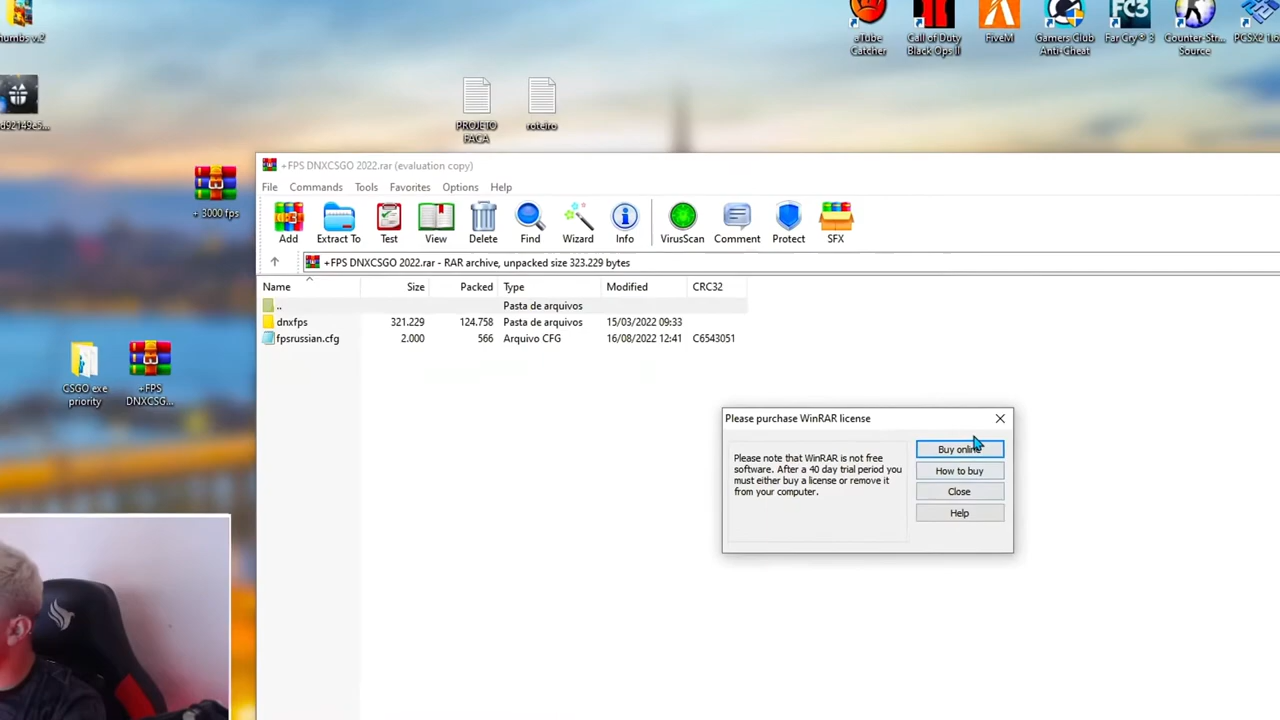 aTube Catcher
Call of Duty Black Ops II
FiveM
Gamers Club Anti-Cheat
Far Cry® 3
Counter-Str... Source
PCSX2 1.6
PROJETO FACA
roteiro
+ 3000 fps
CSGO exe priority
+FPS DNXCSG...
+FPS DNXCSGO 2022.rar (evaluation copy)
File Commands Tools Favorites Options Help
Add Extract To Test View Delete Find Wizard Info VirusScan Comment Protect SFX
+FPS DNXCSGO 2022.rar - RAR archive, unpacked size 323.229 bytes
Name Size Packed Type Modified CRC32
.. Pasta de arquivos
dnxfps 321.229 124.758 Pasta de arquivos 15/03/2022 09:33
fpsrussian.cfg 2.000 566 Arquivo CFG 16/08/2022 12:41 C6543051
Please purchase WinRAR license
Please note that WinRAR is not free
software. After a 40 day trial period you
must either buy a license or remove it
from your computer.
Buy online
How to buy
Close
Help